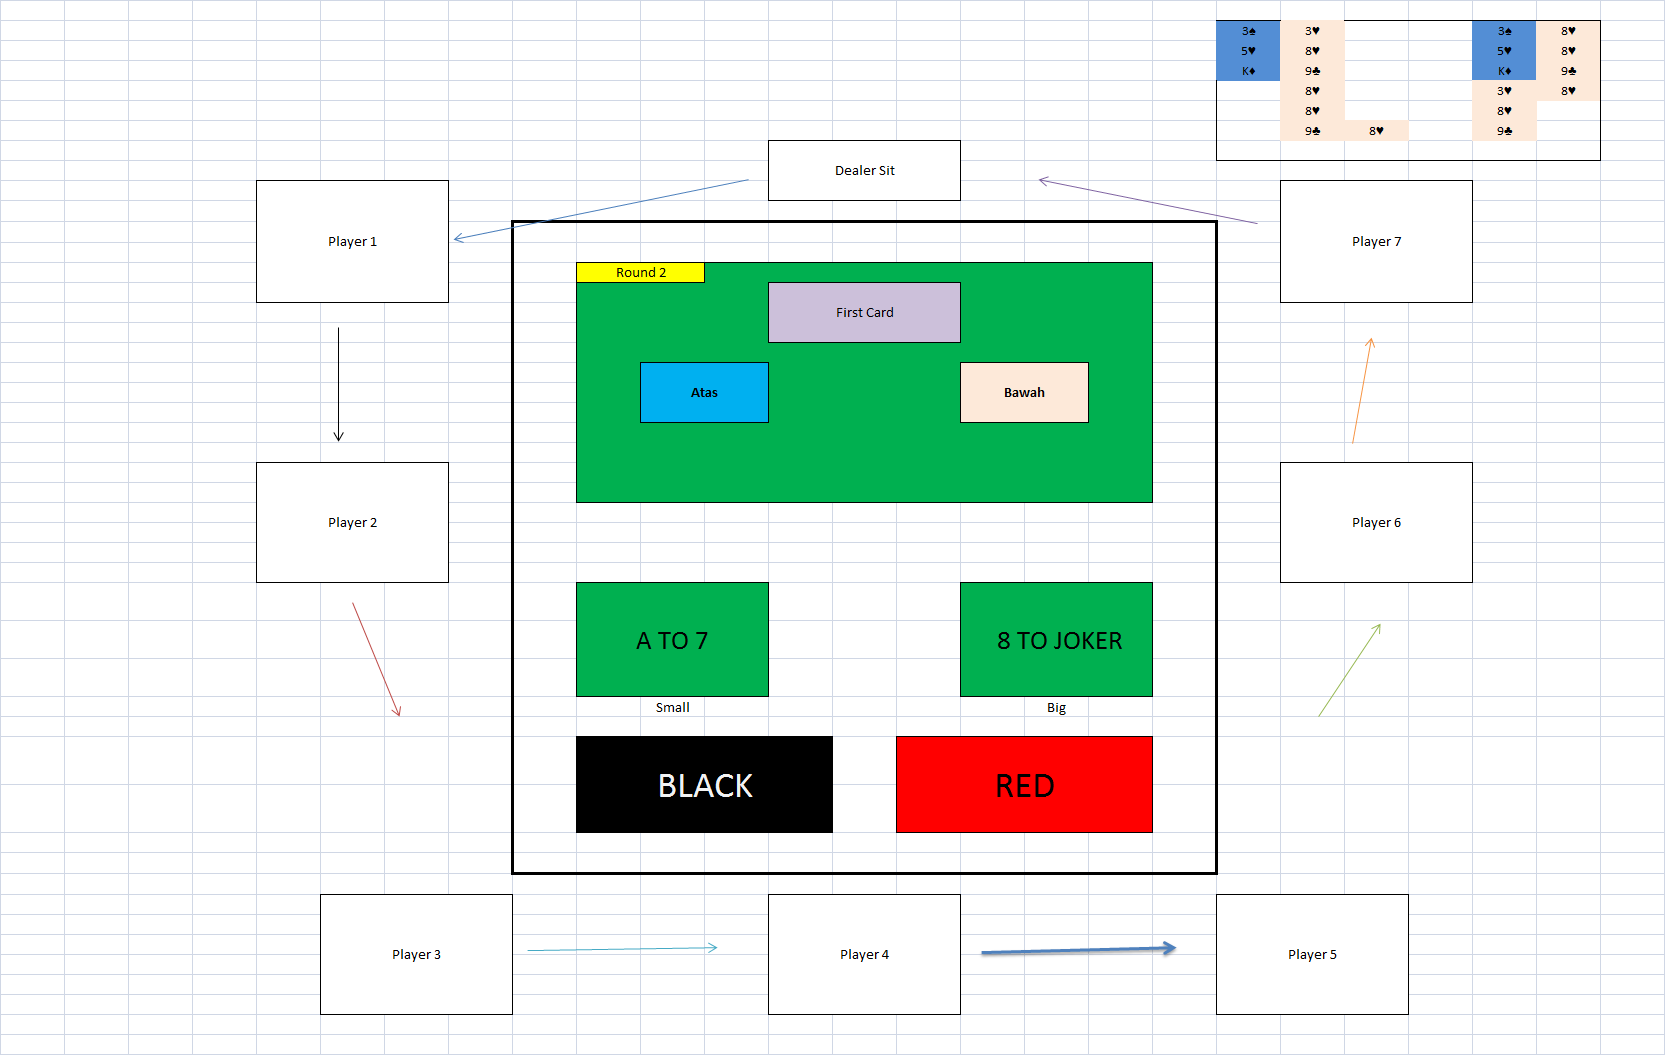 3♠ 3♥ 3♠ 8♥
5♥ 8♥ 5♥ 8♥
K♦ 9♣ K♦ 9♣
8♥ 3♥ 8♥
8♥ 8♥
9♣ 8♥ 9♣
Dealer Sit
Player 1
Player 7
Round 2
First Card
Atas
Bawah
Player 2
Player 6
A TO 7
8 TO JOKER
Small
Big
BLACK
RED
Player 3
Player 4
Player 5